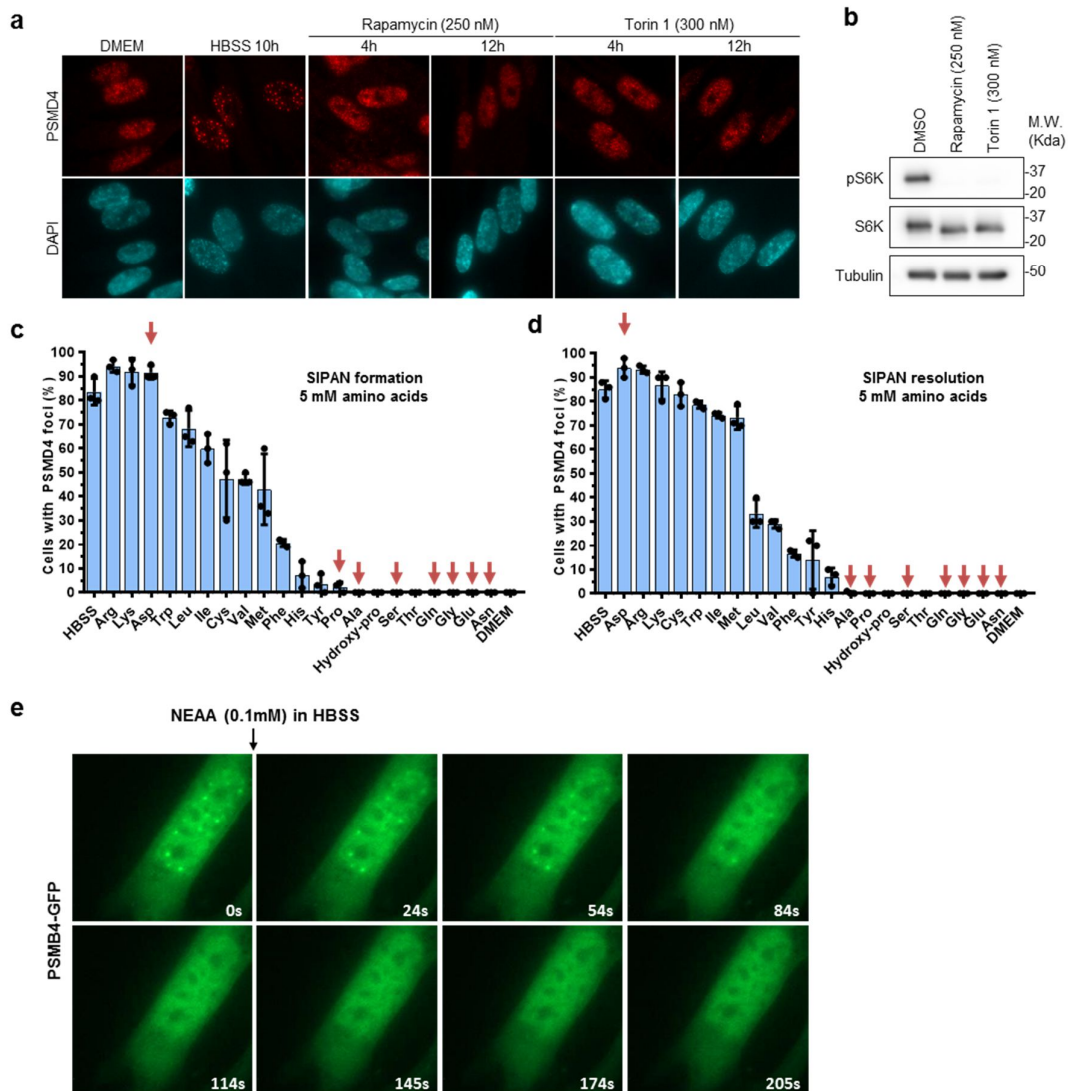 a
Rapamycin (250 nM)
Torin 1 (300 nM)
DMEM
HBSS 10h
4h
12h
4h
12h
PSMD4
DAPI
b
DMSO
Rapamycin (250 nM)
Torin 1 (300 nM)
M.W.
(Kda)
pS6K
-37
-20
S6K
-37
-20
Tubulin
-50
c
SIPAN formation
5 mM amino acids
Cells with PSMD4 foci (%)
100
90
80
70
60
50
40
30
20
10
0
HBSS
Arg
Lys
Asp
Trp
Leu
Ile
Cys
Val
Met
Phe
His
Tyr
Pro
Ala
Hydroxy-pro
Ser
Thr
Gln
Gly
Glu
Asn
DMEM
d
SIPAN resolution
5 mM amino acids
Cells with PSMD4 foci (%)
100
90
80
70
60
50
40
30
20
10
0
HBSS
Asp
Arg
Lys
Cys
Trp
Ile
Met
Leu
Val
Phe
Tyr
His
Ala
Pro
Hydroxy-pro
Ser
Thr
Gln
Gly
Glu
Asn
DMEM
e
NEAA (0.1mM) in HBSS
PSMB4-GFP
0s
24s
54s
84s
114s
145s
174s
205s